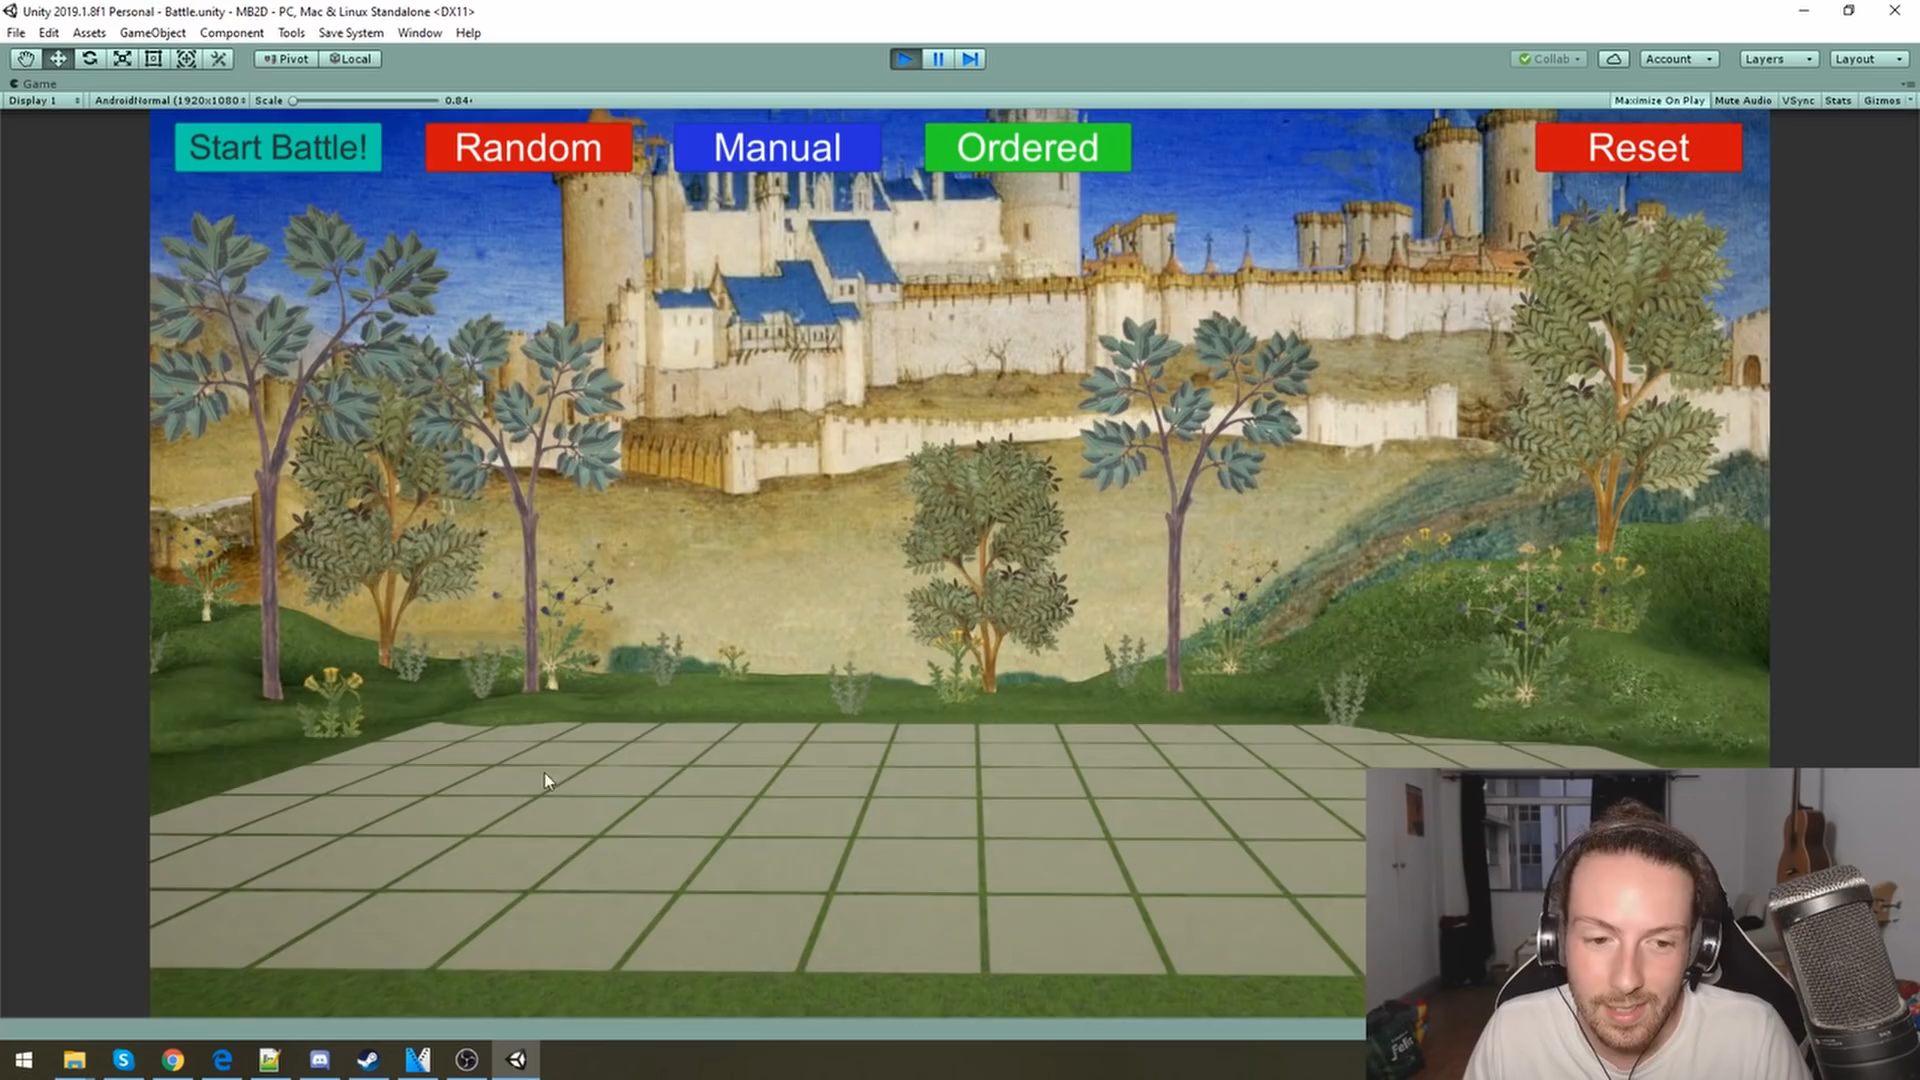 Unity 2019.1.8f1 Personal - Battle.unity - MB2D - PC, Mac & Linux Standalone <DX11>
File Edit Assets GameObject Component Tools Save System Window Help
Pivot Local Collab Account Layers Layout
Game
Display 1 AndroidNormal (1920x1080 Scale 0.84 Maximize On Play Mute Audio VSync Stats Gizmos
Start Battle! Random Manual Ordered Reset